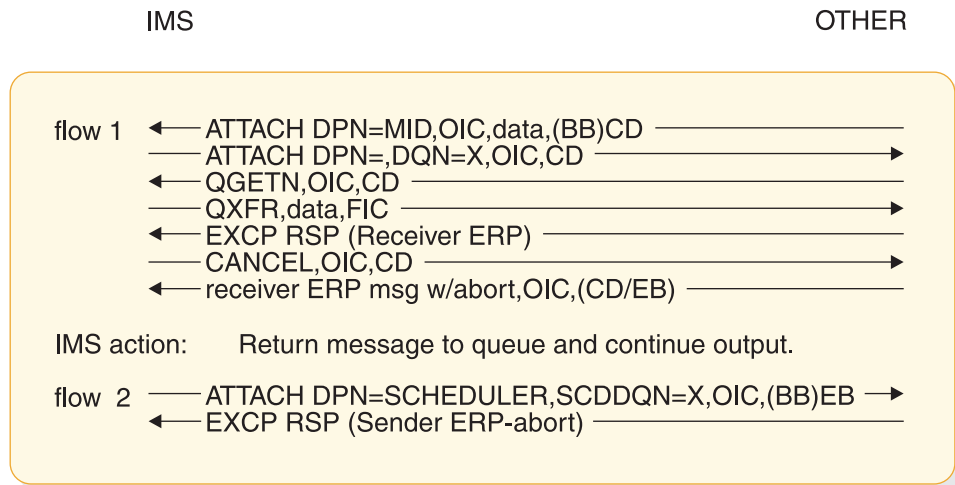 IMS OTHER
flow 1 ATTACH DPN=MID,OIC,data,(BB)CD
ATTACH DPN=,DQN=X,OIC,CD
QGETN,OIC,CD
QXFR,data,FIC
EXCP RSP (Receiver ERP)
CANCEL,OIC,CD
receiver ERP msg w/abort,OIC,(CD/EB)
IMS action: Return message to queue and continue output.
flow 2 ATTACH DPN=SCHEDULER,SCDDQN=X,OIC,(BB)EB
EXCP RSP (Sender ERP-abort)